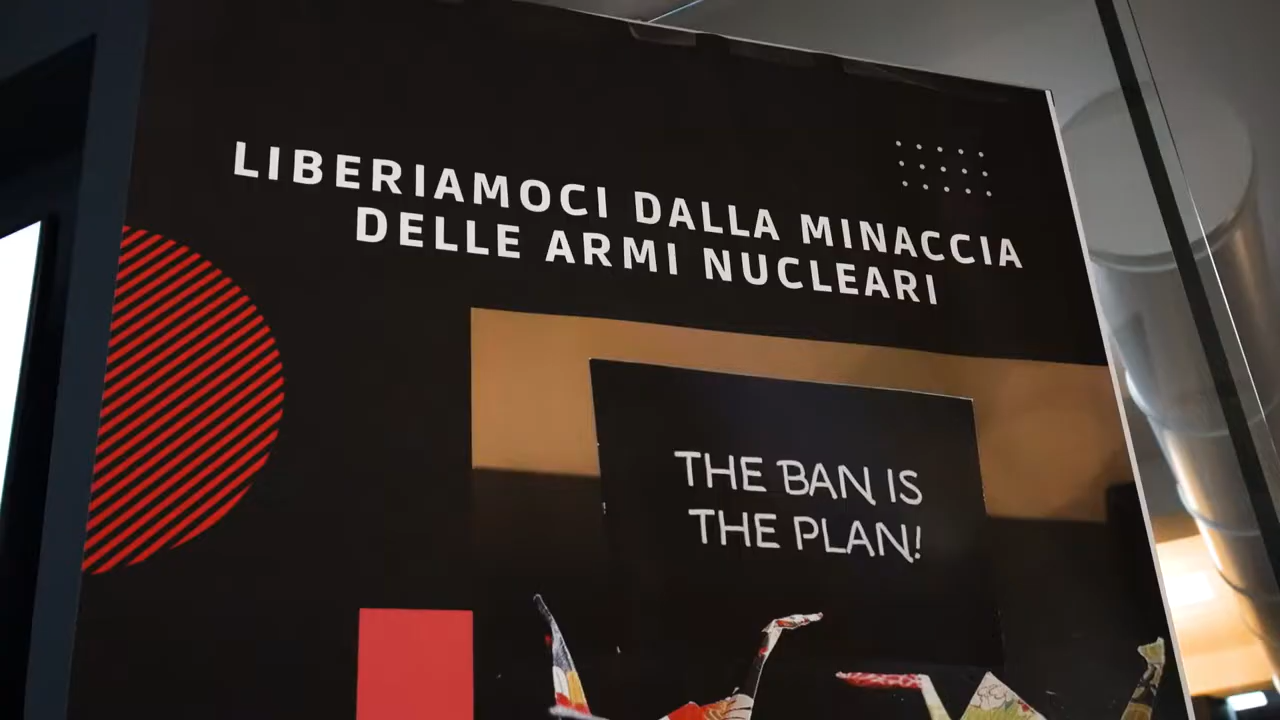 LIBERIAMOCI DALLA MINACCIA
DELLE ARMI NUCLEARI
THE BAN IS
THE PLAN!